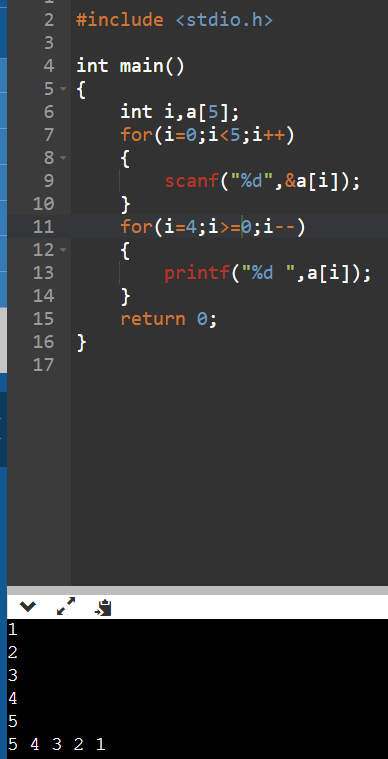 2 #include <stdio.h>
3
4 int main()
5 {
6     int i,a[5];
7     for(i=0;i<5;i++)
8     {
9         scanf("%d",&a[i]);
10     }
11     for(i=4;i>=0;i--)
12     {
13         printf("%d ",a[i]);
14     }
15     return 0;
16 }
17
1
2
3
4
5
5 4 3 2 1